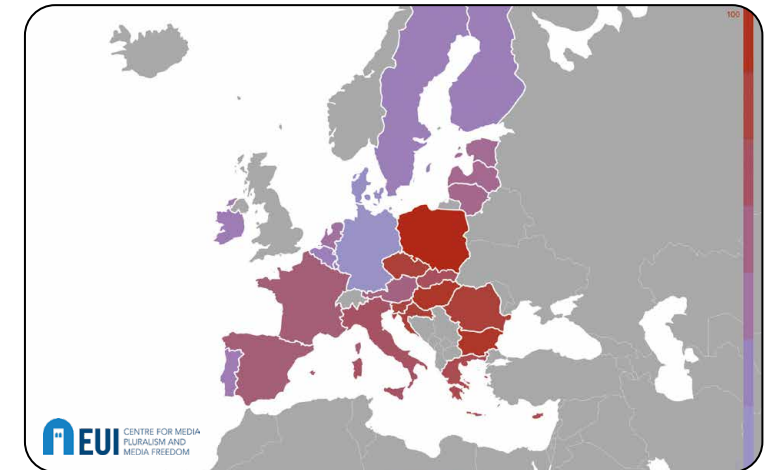 100
EUI
CENTRE FOR MEDIA
PLURALISM AND
MEDIA FREEDOM